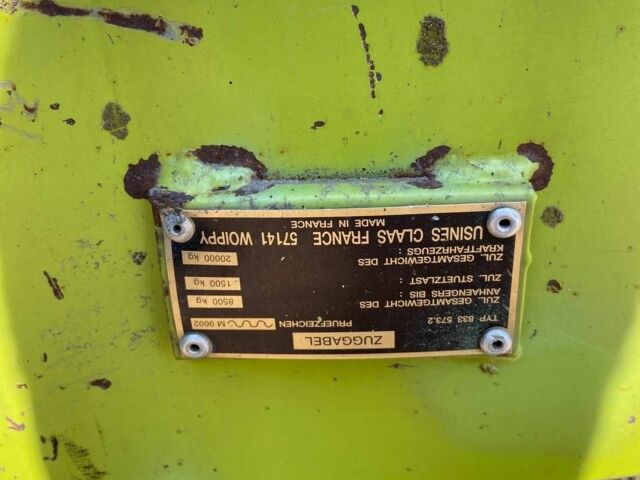 ZUGGABEL
TYP 833 573.2 PRUEFZEICHEN M 9602
ZUL. GESAMTGEWICHT DES
ANHAENGERS BIS : 8500 kg
ZUL. STUETZLAST : 1500 kg
ZUL. GESAMTGEWICHT DES
KRAFTFAHRZEUGS : 20000 kg
USINES CLAAS FRANCE 57141 WOIPPY
MADE IN FRANCE